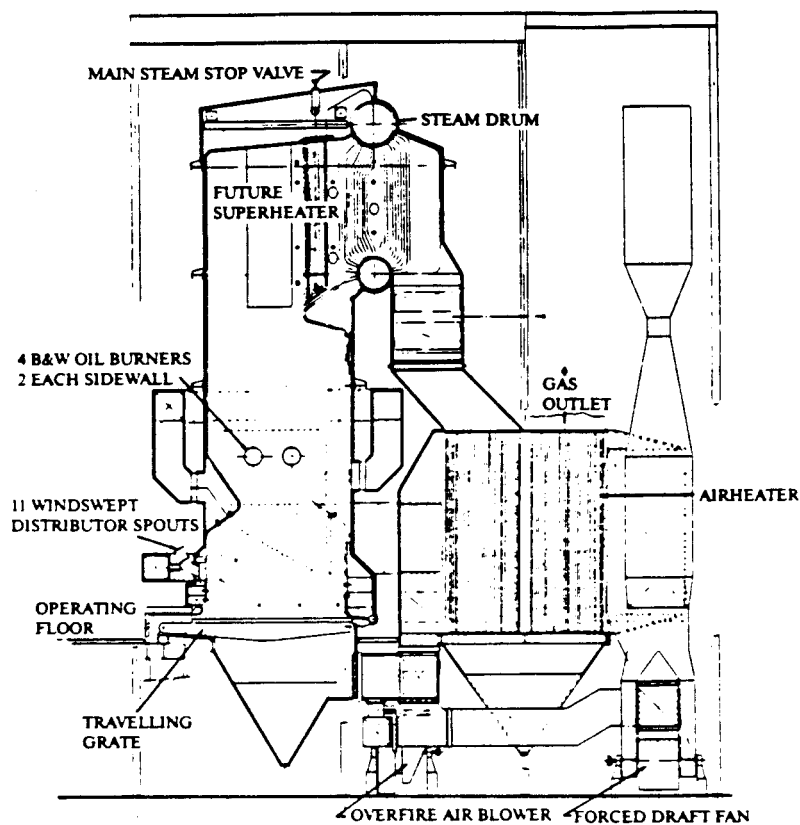 MAIN STEAM STOP VALVE
STEAM DRUM
FUTURE
SUPERHEATER
4 B&W OIL BURNERS
2 EACH SIDEWALL
GAS
OUTLET
AIRHEATER
11 WINDSWEPT
DISTRIBUTOR SPOUTS
OPERATING
FLOOR
TRAVELLING
GRATE
OVERFIRE AIR BLOWER
FORCED DRAFT FAN